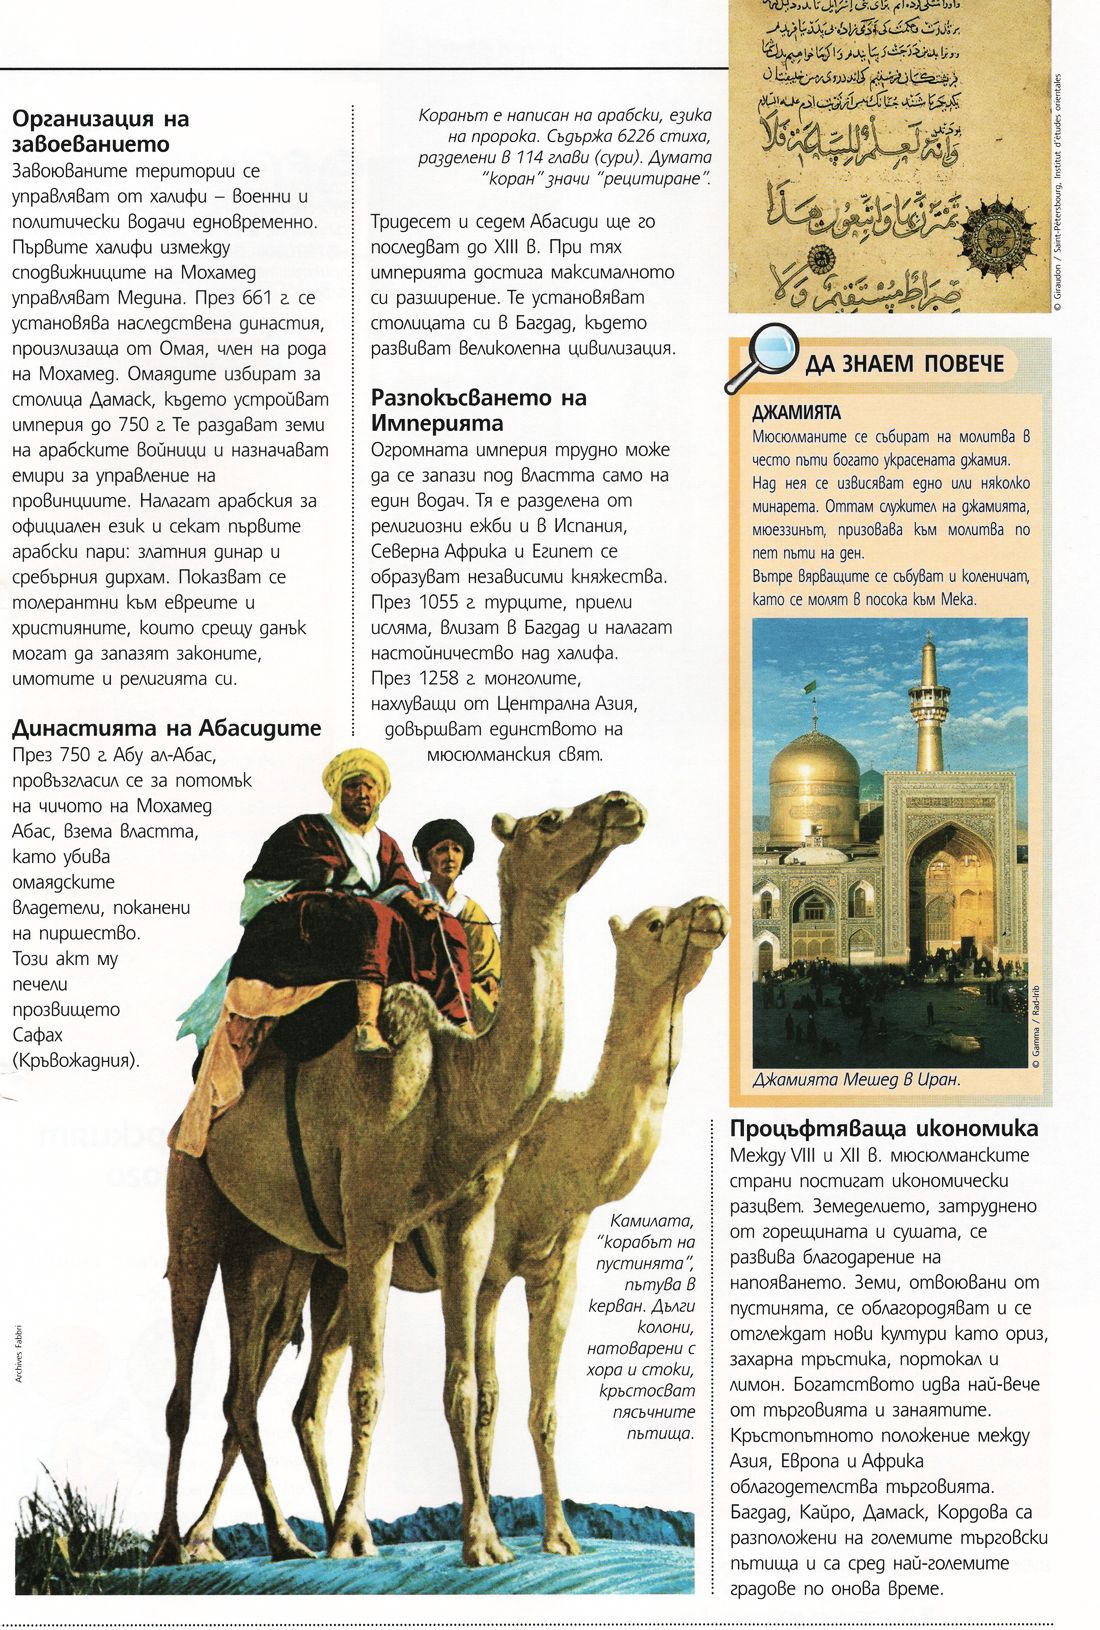 Организация на
завоеванието
Завоюваните територии се
управляват от халифи – военни и
политически водачи едновременно.
Първите халифи измежду
сподвижниците на Мохамед
управляват Медина. През 661 г. се
установява наследствена династия,
произлизаща от Омая, член на рода
на Мохамед. Омаядите избират за
столица Дамаск, където устройват
империя до 750 г. Те раздават земи
на арабските войници и назначават
емири за управление на
провинциите. Налагат арабския за
официален език и секат първите
арабски пари: златния динар и
сребърния дирхам. Показват се
толерантни към евреите и
християните, които срещу данък
могат да запазят законите,
имотите и религията си.
Династията на Абасидите
През 750 г. Абу ал-Абас,
провъзгласил се за потомък
на чичото на Мохамед
Абас, взема властта,
като убива
омаядските
владетели, поканени
на пиршество.
Този акт му
печели
прозвището
Сафах
(Кръвожадния).
Archives Fabbri
Коранът е написан на арабски, езика
на пророка. Съдържа 6226 стиха,
разделени в 114 глави (сури). Думата
“коран” значи “рецитиране”.
Тридесет и седем Абасиди ще го
последват до XIII в. При тях
империята достига максималното
си разширение. Те установяват
столицата си в Багдад, където
развиват великолепна цивилизация.
Разпокъсването на
Империята
Огромната империя трудно може
да се запази под властта само на
един водач. Тя е разделена от
религиозни ежби и в Испания,
Северна Африка и Египет се
образуват независими княжества.
През 1055 г. турците, приели
исляма, влизат в Багдад и налагат
настойничество над халифа.
През 1258 г. монголите,
нахлуващи от Централна Азия,
довършват единството на
мюсюлманския свят.
Камилата,
“корабът на
пустинята”,
пътува в
керван. Дълги
колони,
натоварени с
хора и стоки,
кръстосват
пясъчните
пътища.
وَإِنَّهُ لَعِلْمٌ لِلسَّاعَةِ فَلَا
تَمْتَرُنَّ بِهَا وَاتَّبِعُونِ هَذَا
صِرَاطٌ مُسْتَقِيمٌ وَلَا
© Giraudon / Saint-Pétersbourg, Institut d'études orientales
ДА ЗНАЕМ ПОВЕЧЕ
ДЖАМИЯТА
Мюсюлманите се събират на молитва в
често пъти богато украсената джамия.
Над нея се извисяват едно или няколко
минарета. Оттам служител на джамията,
мюеззинът, призовава към молитва по
пет пъти на ден.
Вътре вярващите се събуват и коленичат,
като се молят в посока към Мека.
© Gamma / Rad-Irib
Джамията Мешед в Иран.
Процъфтяваща икономика
Между VIII и XII в. мюсюлманските
страни постигат икономически
разцвет. Земеделието, затруднено
от горещината и сушата, се
развива благодарение на
напояването. Земи, отвоювани от
пустинята, се облагородяват и се
отглеждат нови култури като ориз,
захарна тръстика, портокал и
лимон. Богатството идва най-вече
от търговията и занаятите.
Кръстопътното положение между
Азия, Европа и Африка
облагодетелства търговията.
Багдад, Кайро, Дамаск, Кордова са
разположени на големите търговски
пътища и са сред най-големите
градове по онова време.